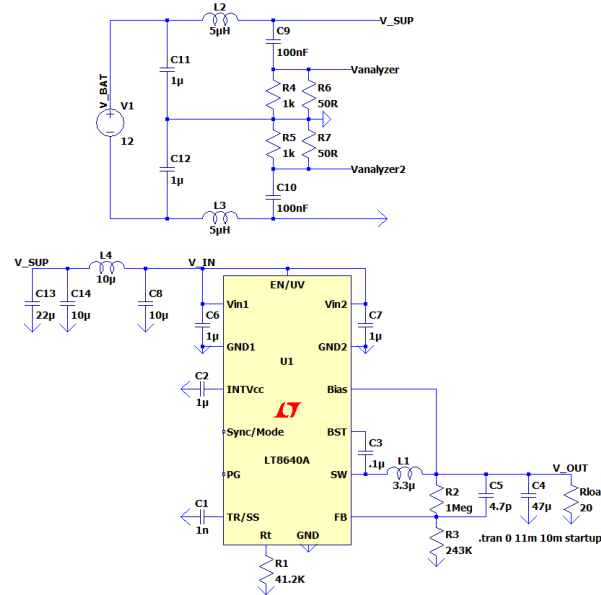 L2
5µH
C9
V_SUP
100nF
C11
1µ
Vanalyzer
R4
1k
R6
50R
V_BAT
V1
12
R5
1k
R7
50R
C12
1µ
Vanalyzer2
C10
100nF
L3
5µH
V_SUP
L4
10µ
V_IN
C13
22µ
C14
10µ
C8
10µ
EN/UV
Vin1
Vin2
C6
1µ
C7
1µ
GND1
GND2
U1
C2
1µ
INTVcc
Bias
Sync/Mode
BST
LT8640A
C3
.1µ
PG
SW
L1
3.3µ
V_OUT
R2
1Meg
C5
4.7p
C4
47µ
Rloa
20
C1
1n
TR/SS
FB
Rt
GND
R3
243K
.tran 0 11m 10m startup
R1
41.2K